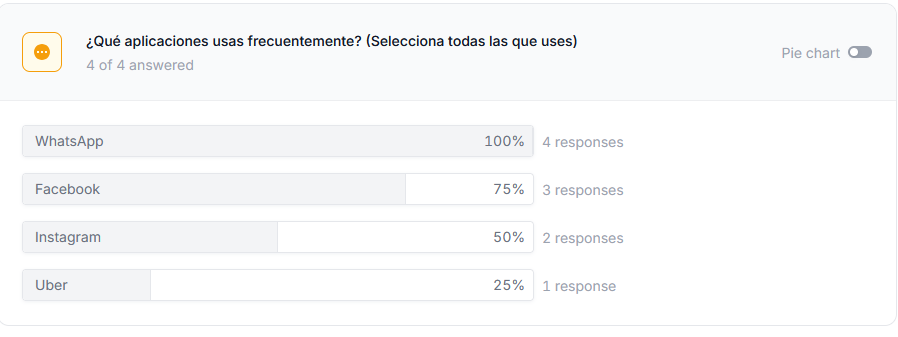 ¿Qué aplicaciones usas frecuentemente? (Selecciona todas las que uses)
4 of 4 answered
Pie chart
WhatsApp 100% 4 responses
Facebook 75% 3 responses
Instagram 50% 2 responses
Uber 25% 1 response